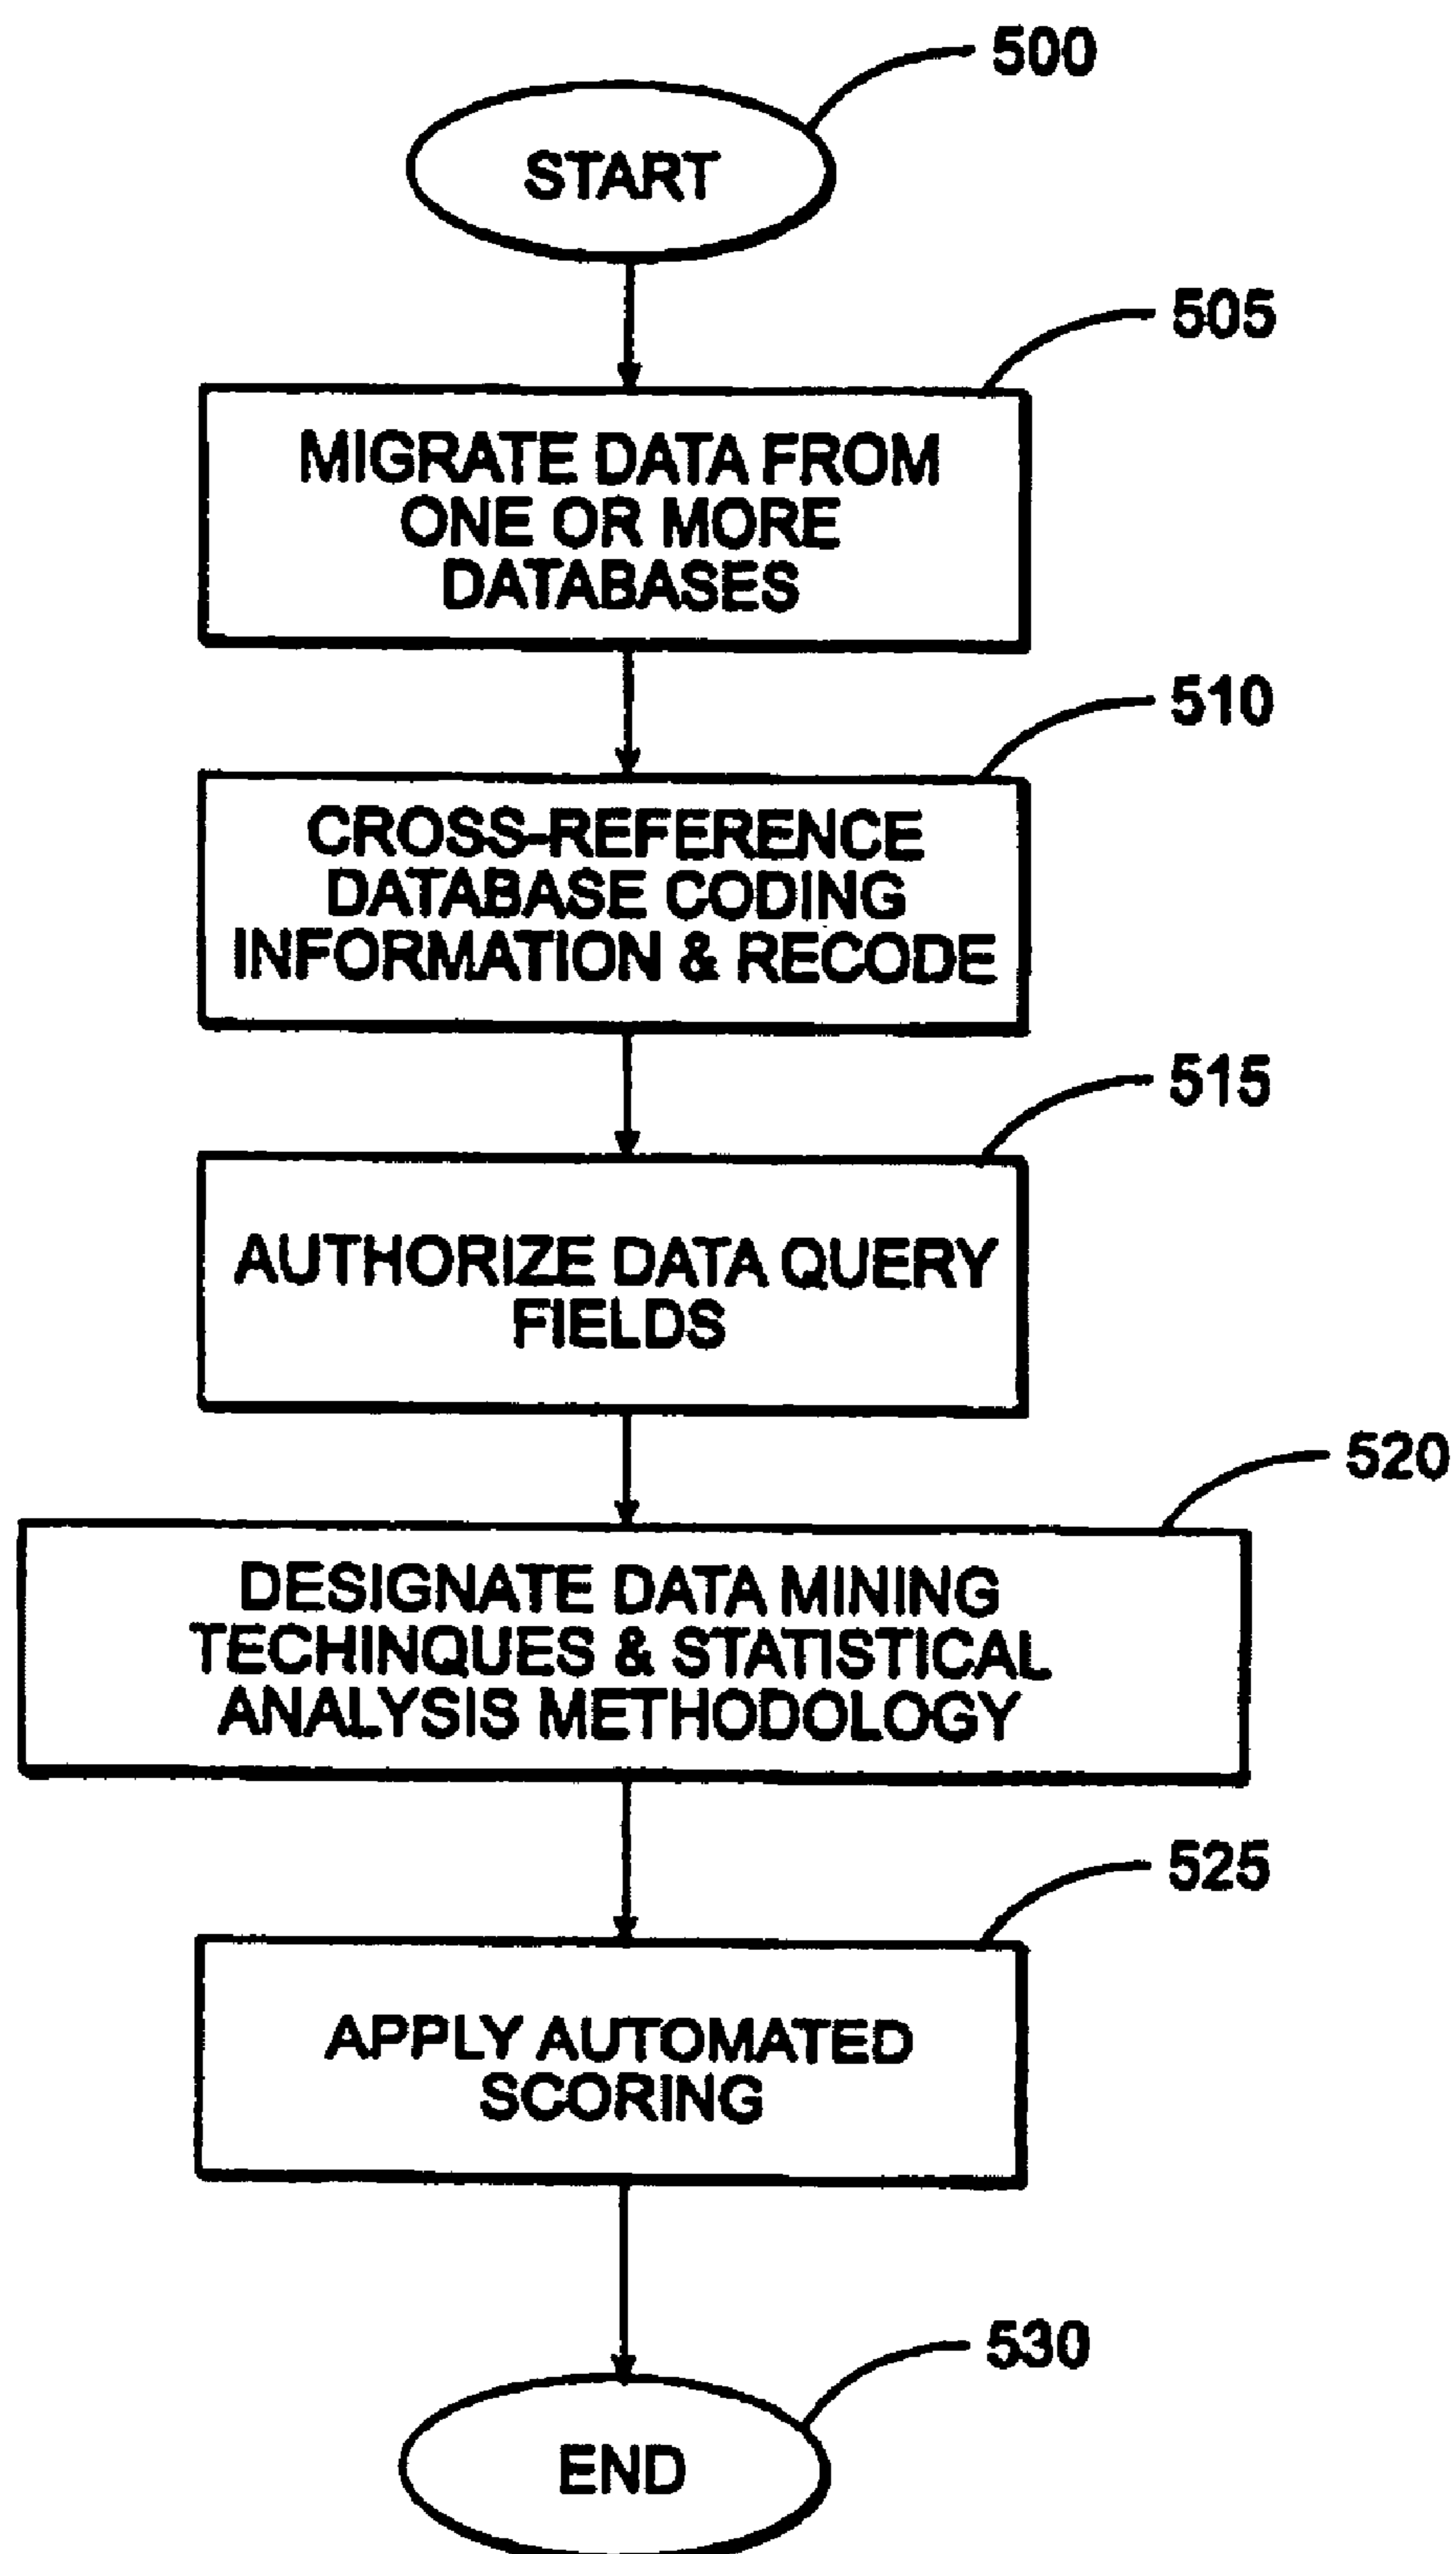 500
START
505
MIGRATE DATA FROM
ONE OR MORE
DATABASES
510
CROSS-REFERENCE
DATABASE CODING
INFORMATION & RECODE
515
AUTHORIZE DATA QUERY
FIELDS
520
DESIGNATE DATA MINING
TECHINQUES & STATISTICAL
ANALYSIS METHODOLOGY
525
APPLY AUTOMATED
SCORING
530
END